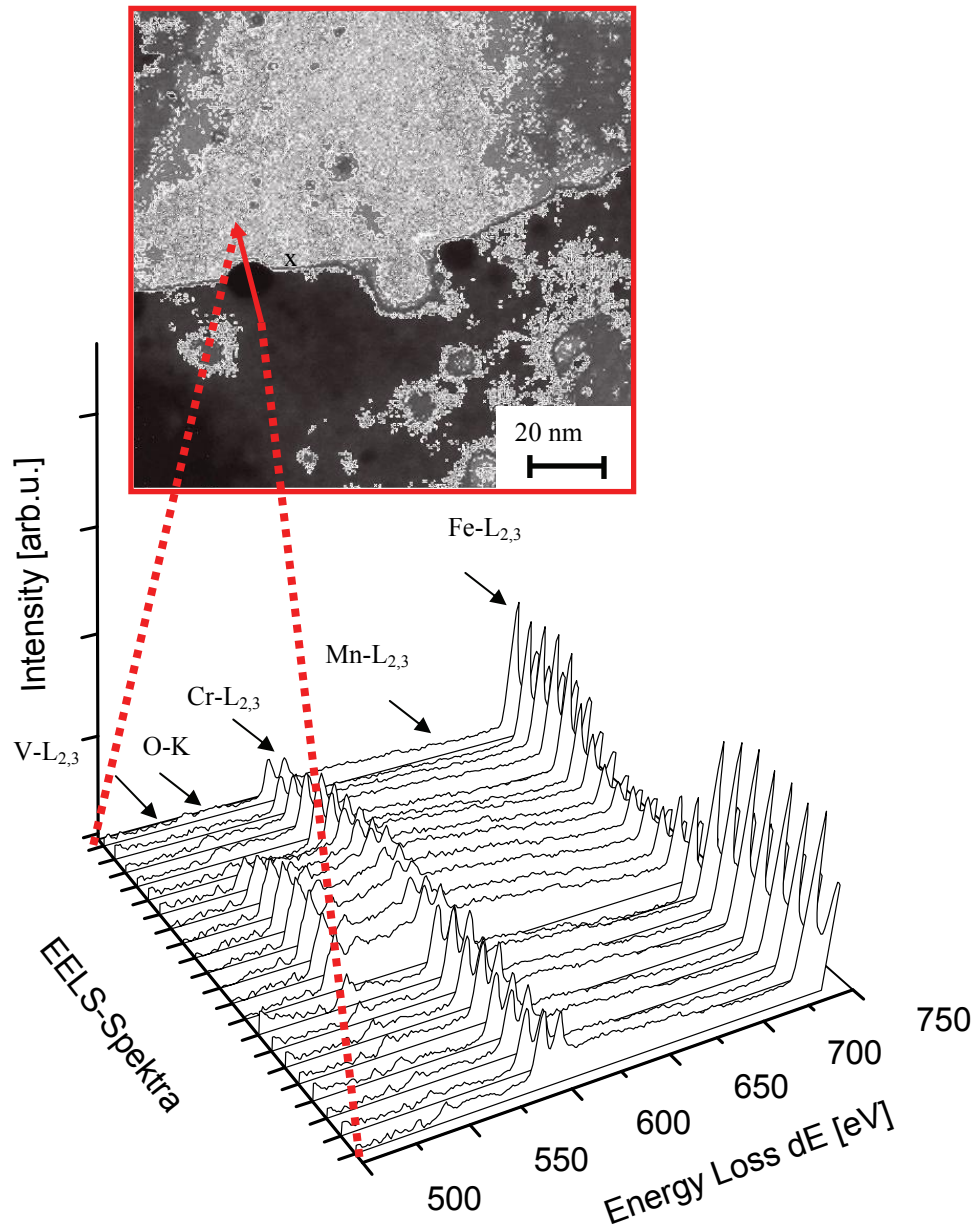 x
20 nm
Fe-L2,3
Mn-L2,3
Cr-L2,3
O-K
V-L2,3
Intensity [arb.u.]
EELS-Spektra
500
550
600
650
700
750
Energy Loss dE [eV]